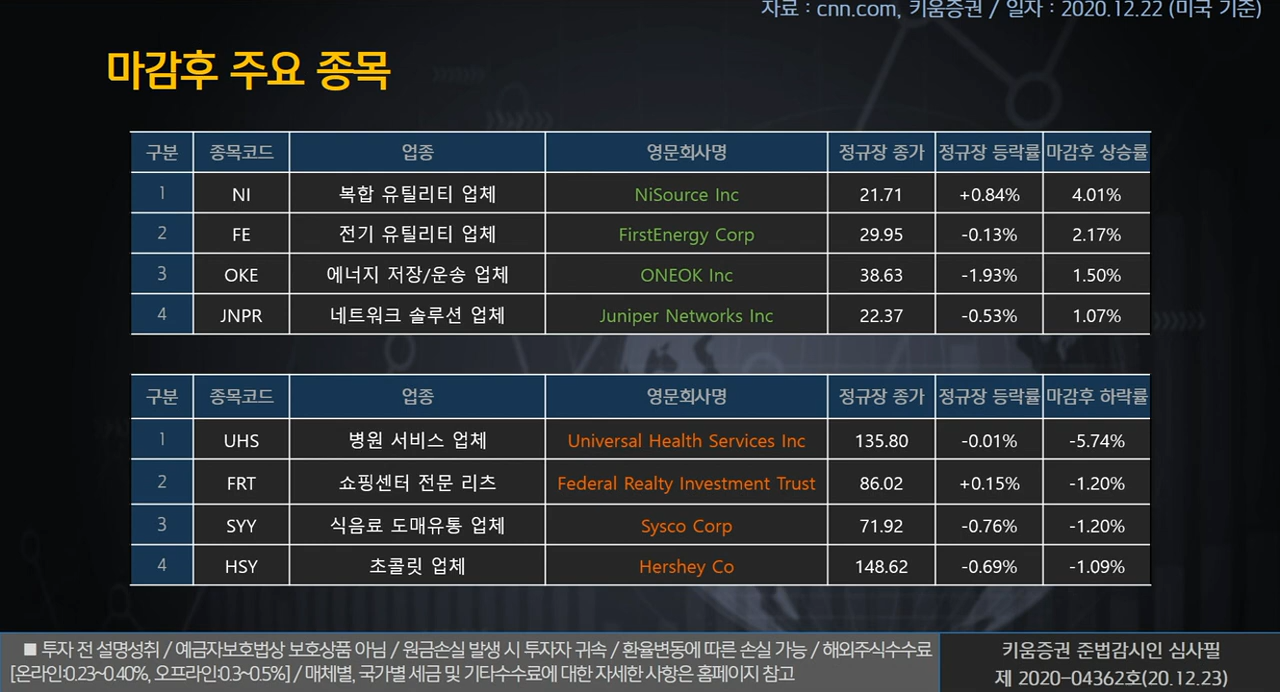 자료 : cnn.com, 키움증권 / 일자 : 2020.12.22 (미국 기준)
마감후 주요 종목
구분 종목코드 업종 영문회사명 정규장 종가 정규장 등락률 마감후 상승률
1 NI 복합 유틸리티 업체 NiSource Inc 21.71 +0.84% 4.01%
2 FE 전기 유틸리티 업체 FirstEnergy Corp 29.95 -0.13% 2.17%
3 OKE 에너지 저장/운송 업체 ONEOK Inc 38.63 -1.93% 1.50%
4 JNPR 네트워크 솔루션 업체 Juniper Networks Inc 22.37 -0.53% 1.07%
구분 종목코드 업종 영문회사명 정규장 종가 정규장 등락률 마감후 하락률
1 UHS 병원 서비스 업체 Universal Health Services Inc 135.80 -0.01% -5.74%
2 FRT 쇼핑센터 전문 리츠 Federal Realty Investment Trust 86.02 +0.15% -1.20%
3 SYY 식음료 도매유통 업체 Sysco Corp 71.92 -0.76% -1.20%
4 HSY 초콜릿 업체 Hershey Co 148.62 -0.69% -1.09%
■ 투자 전 설명성취 / 예금자보호법상 보호상품 아님 / 원금손실 발생 시 투자자 귀속 / 환율변동에 따른 손실 가능 / 해외주식수수료
[온라인:0.23~0.40%, 오프라인:0.3~0.5%] / 매체별, 국가별 세금 및 기타수수료에 대한 자세한 사항은 홈페이지 참고
키움증권 준법감시인 심사필
제 2020-04362호(20.12.23)